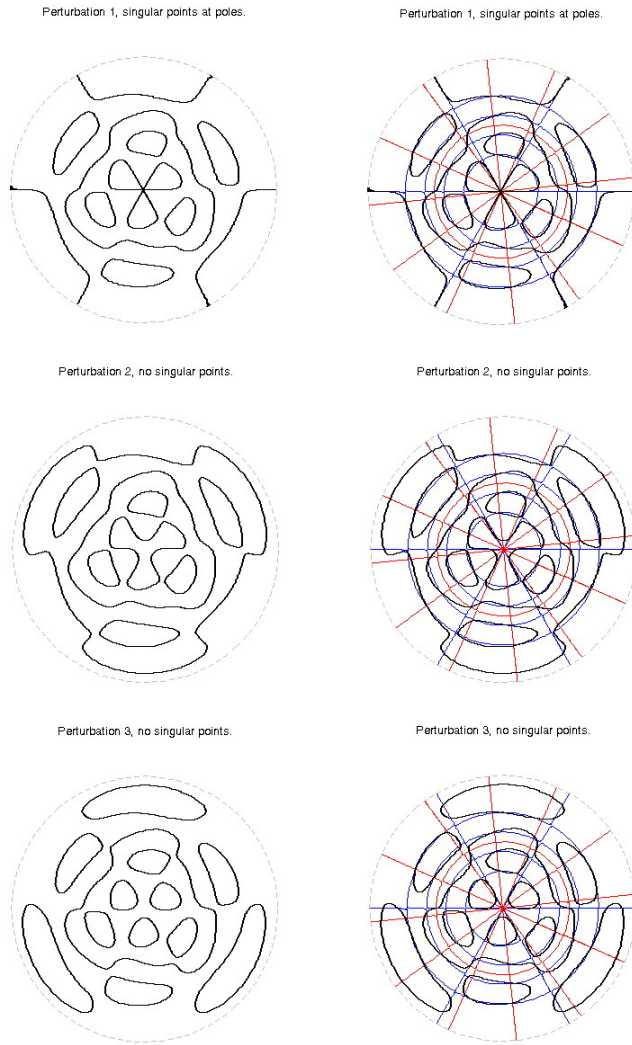 Perturbation 1, singular points at poles.
Perturbation 1, singular points at poles.
Perturbation 2, no singular points.
Perturbation 2, no singular points.
Perturbation 3, no singular points.
Perturbation 3, no singular points.